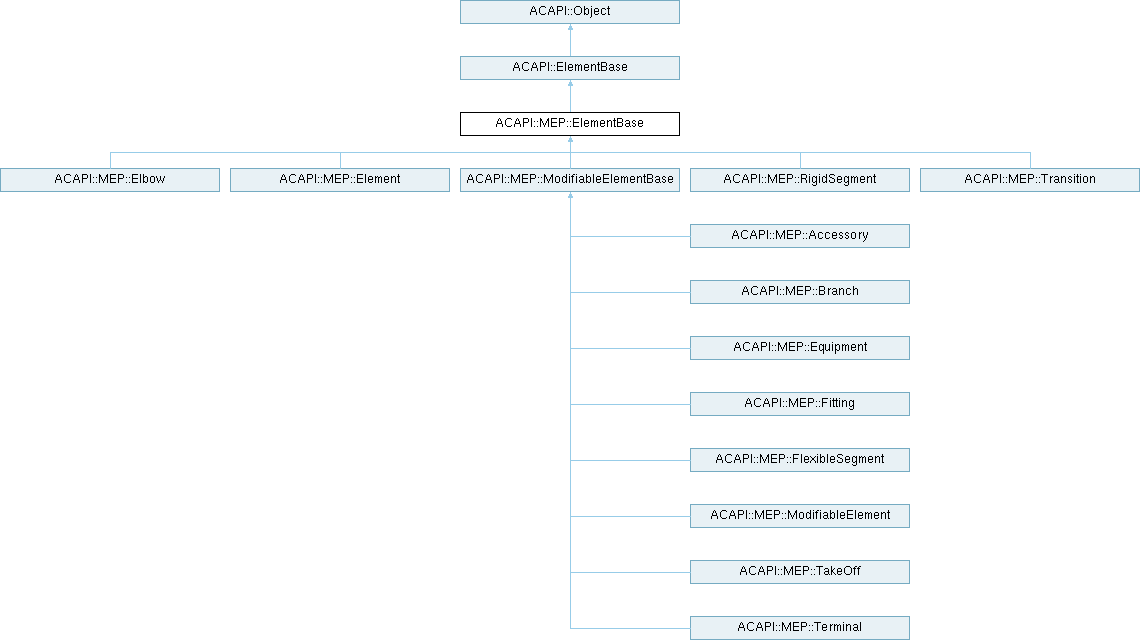 ACAPI::Object
ACAPI::ElementBase
ACAPI::MEP::ElementBase
ACAPI::MEP::Elbow
ACAPI::MEP::Element
ACAPI::MEP::ModifiableElementBase
ACAPI::MEP::RigidSegment
ACAPI::MEP::Transition
ACAPI::MEP::Accessory
ACAPI::MEP::Branch
ACAPI::MEP::Equipment
ACAPI::MEP::Fitting
ACAPI::MEP::FlexibleSegment
ACAPI::MEP::ModifiableElement
ACAPI::MEP::TakeOff
ACAPI::MEP::Terminal